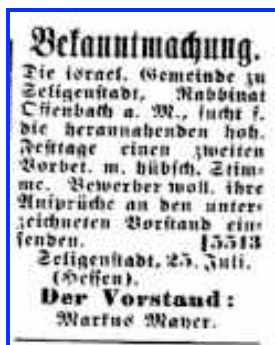 Bekanntmachung.
Die israel. Gemeinde zu
Seligenstadt, Rabbinat
Offenbach a. M., sucht f.
die herannahenden hoh.
Festtage einen zweiten
Vorbet. m. hübsch. Stim-
me. Bewerber woll. ihre
Ansprüche an den unter-
zeichneten Vorstand ein-
senden. [5513
Seligenstadt, 25. Juli.
(Hessen).
Der Vorstand:
Markus Mayer.